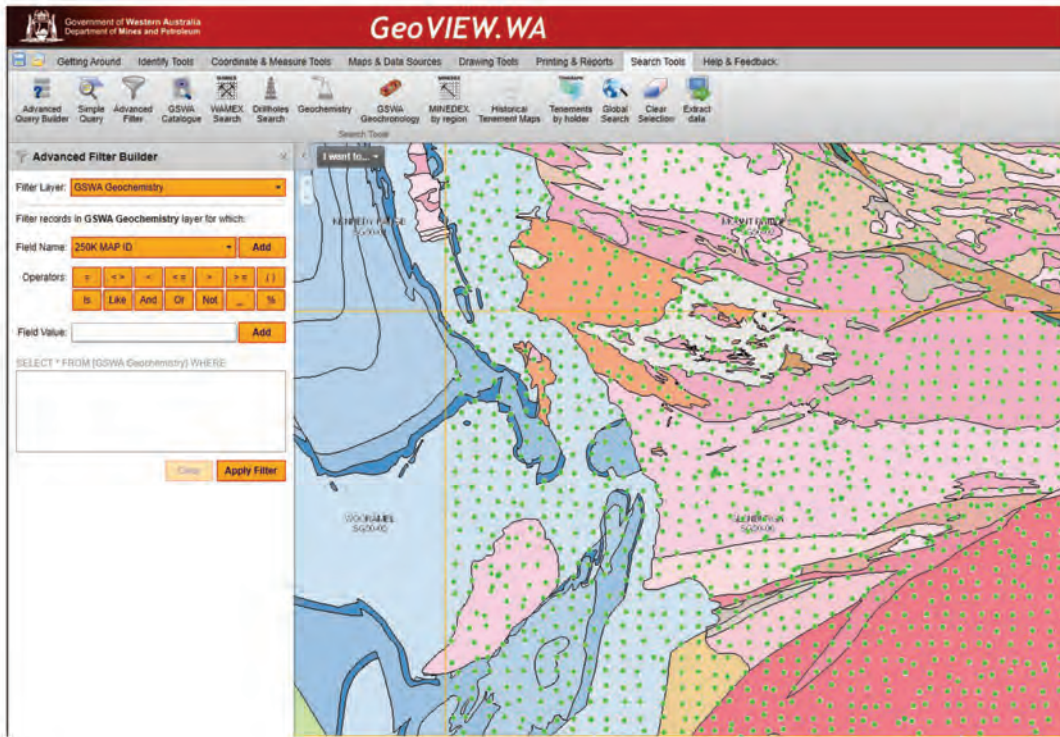 Government of Western Australia
Department of Mines and Petroleum
GeoVIEW.WA
Getting Around Identify Tools Coordinate & Measure Tools Maps & Data Sources Drawing Tools Printing & Reports Search Tools Help & Feedback
Advanced Query Builder
Simple Query
Advanced Filter
GSWA Catalogue
WAMEX Search
Drillholes Search
Geochemistry
GSWA Geochronology
MINEDEX by region
Historical Tenement Maps
Tenements by holder
Global Search
Clear Selection
Extract data
Search Tools
Advanced Filter Builder
I want to...
Filter Layer: GSWA Geochemistry
Filter records in GSWA Geochemistry layer for which:
Field Name: 250K MAP ID Add
Operators: = < > < < = > > = ( )
Is Like And Or Not _ %
Field Value: Add
SELECT * FROM [GSWA Geochemistry] WHERE
Clear Apply Filter
WOORAMEL